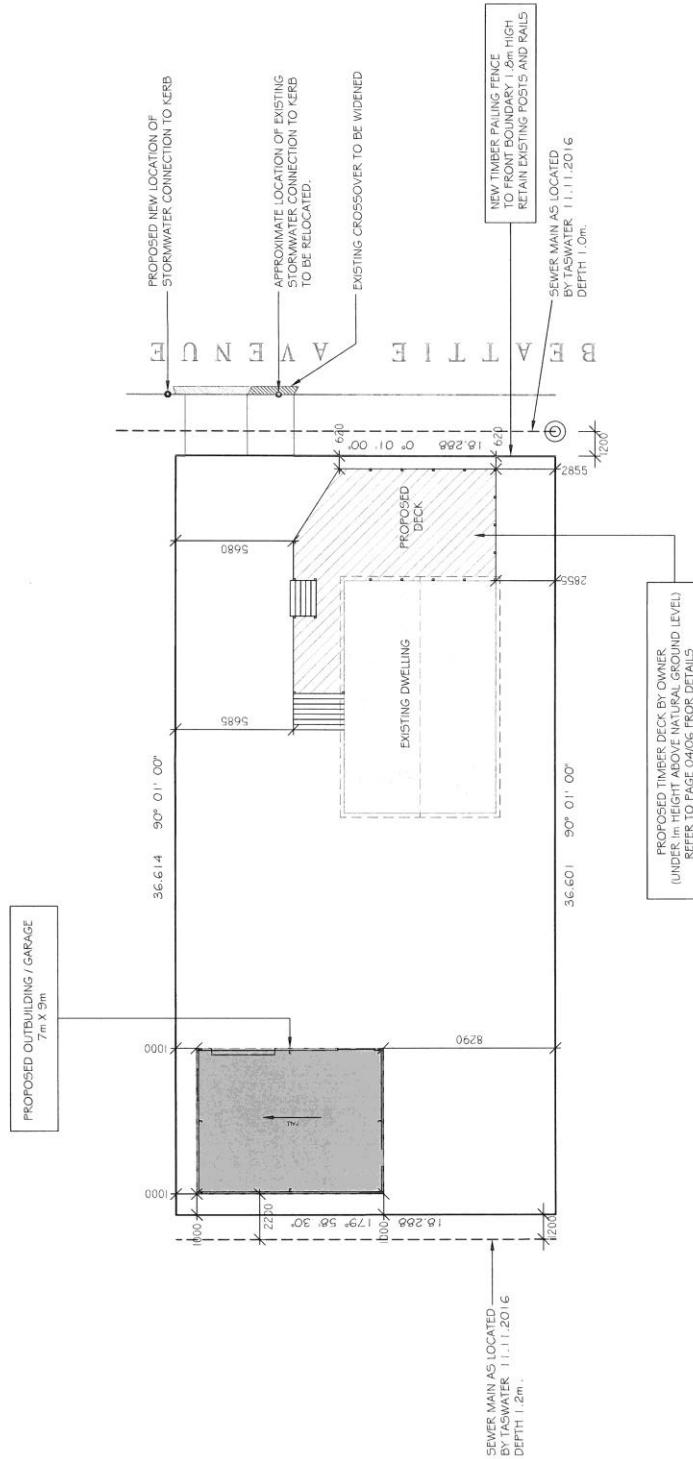 PROPOSED NEW LOCATION OF
STORMWATER CONNECTION TO KERB
APPROXIMATE LOCATION OF EXISTING
STORMWATER CONNECTION TO KERB
TO BE RELOCATED.
EXISTING CROSSOVER TO BE WIDENED
BEATTIE AVENUE
NEW TIMBER PAILING FENCE
TO FRONT BOUNDARY 1.8m HIGH
RETAIN EXISTING POSTS AND RAILS
SEWER MAIN AS LOCATED
BY TASWATER 11.11.2016
DEPTH 1.0m.
1200
620
18.288 0° 01' 00"
620
2855
2855
5680
5685
PROPOSED
DECK
EXISTING DWELLING
PROPOSED TIMBER DECK BY OWNER
(UNDER 1m HEIGHT ABOVE NATURAL GROUND LEVEL)
REFER TO PAGE 04/06 FROR DETAILS
36.614 90° 01' 00"
36.601 90° 01' 00"
PROPOSED OUTBUILDING / GARAGE
7m X 9m
1000
1000
8290
FALL
1000
2200
1000
18.288 179° 58' 30"
1200
SEWER MAIN AS LOCATED
BY TASWATER 11.11.2016
DEPTH 1.2m.